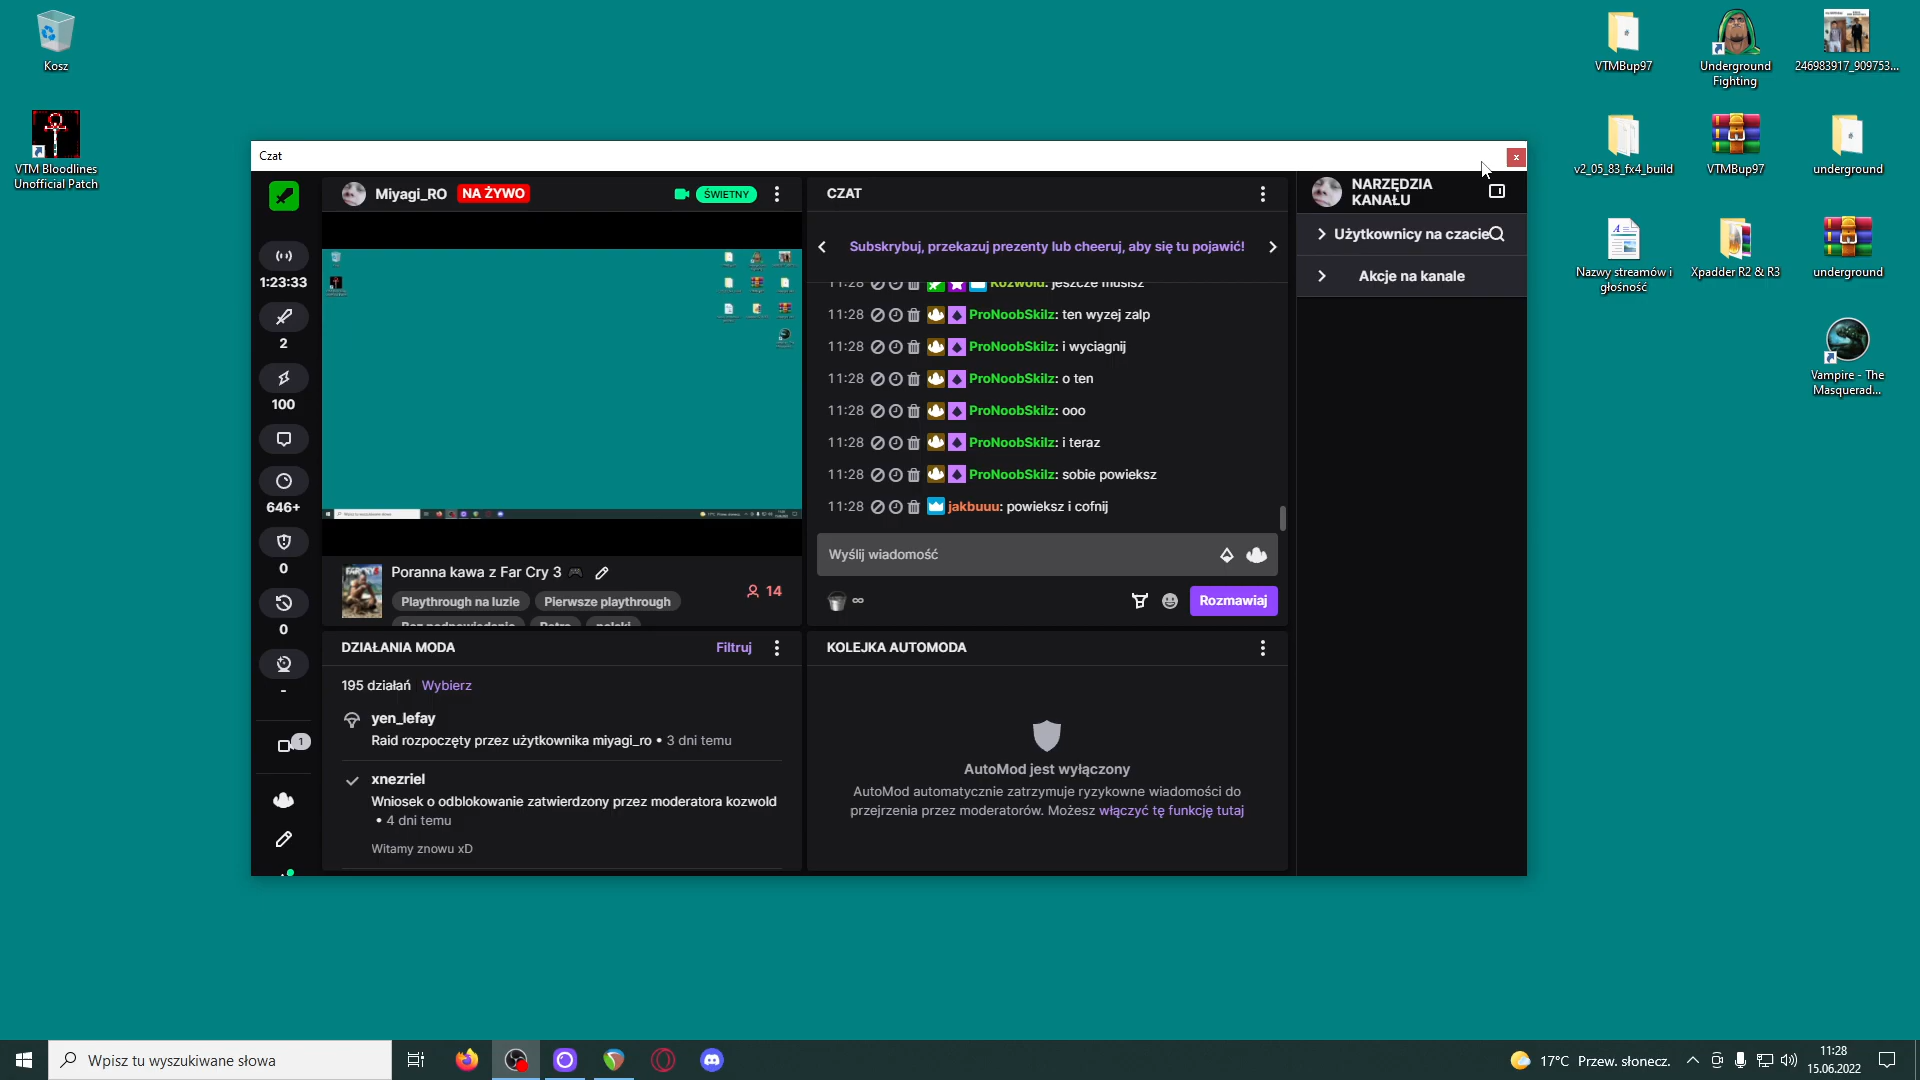 Kosz
VTM Bloodlines
Unofficial Patch
VTMBup97
Underground
Fighting
246983917_909753...
v2_05_83_fx4_build
VTMBup97
underground
Nazwy streamów i
głośność
Xpadder R2 & R3
underground
Vampire - The
Masquerad...
Czat
1:23:33
2
100
646+
0
0
-
1
Miyagi_RO
NA ŻYWO
ŚWIETNY
Poranna kawa z Far Cry 3
Playthrough na luzie
Pierwsze playthrough
Retro
polski
14
CZAT
Subskrybuj, przekazuj prezenty lub cheeruj, aby się tu pojawić!
11:28 Kozwold: jeszcze musisz
11:28 ProNoobSkilz: ten wyzej zalp
11:28 ProNoobSkilz: i wyciagnij
11:28 ProNoobSkilz: o ten
11:28 ProNoobSkilz: ooo
11:28 ProNoobSkilz: i teraz
11:28 ProNoobSkilz: sobie powieksz
11:28 jakbuuu: powieksz i cofnij
Wyślij wiadomość
Rozmawiaj
NARZĘDZIA
KANAŁU
Użytkownicy na czacie
Akcje na kanale
DZIAŁANIA MODA
Filtruj
195 działań Wybierz
yen_lefay
Raid rozpoczęty przez użytkownika miyagi_ro • 3 dni temu
xnezriel
Wniosek o odblokowanie zatwierdzony przez moderatora kozwold
• 4 dni temu
Witamy znowu xD
KOLEJKA AUTOMODA
AutoMod jest wyłączony
AutoMod automatycznie zatrzymuje ryzykowne wiadomości do
przejrzenia przez moderatorów. Możesz włączyć tę funkcję tutaj
Wpisz tu wyszukiwane słowa
17°C Przew. słonecz.
11:28
15.06.2022